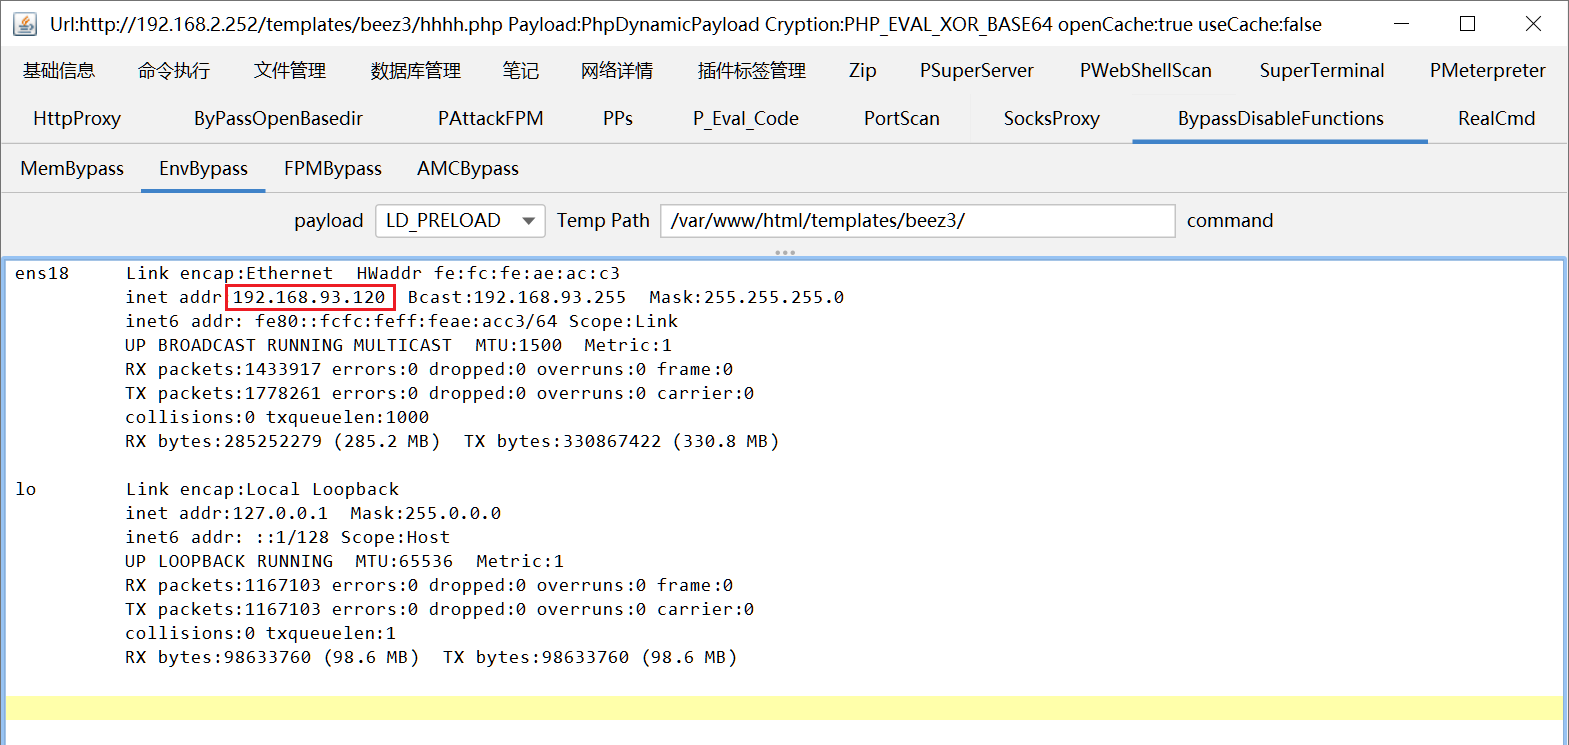 Url:http://192.168.2.252/templates/beez3/hhhh.php Payload:PhpDynamicPayload Cryption:PHP_EVAL_XOR_BASE64 openCache:true useCache:false
基础信息 命令执行 文件管理 数据库管理 笔记 网络详情 插件标签管理 Zip PSuperServer PWebShellScan SuperTerminal PMeterpreter
HttpProxy ByPassOpenBasedir PAttackFPM PPs P_Eval_Code PortScan SocksProxy BypassDisableFunctions RealCmd
MemBypass EnvBypass FPMBypass AMCBypass
payload LD_PRELOAD Temp Path /var/www/html/templates/beez3/ command
ens18 Link encap:Ethernet HWaddr fe:fc:fe:ae:ac:c3
inet addr 192.168.93.120 Bcast:192.168.93.255 Mask:255.255.255.0
inet6 addr: fe80::fcfc:feff:feae:acc3/64 Scope:Link
UP BROADCAST RUNNING MULTICAST MTU:1500 Metric:1
RX packets:1433917 errors:0 dropped:0 overruns:0 frame:0
TX packets:1778261 errors:0 dropped:0 overruns:0 carrier:0
collisions:0 txqueuelen:1000
RX bytes:285252279 (285.2 MB) TX bytes:330867422 (330.8 MB)
lo Link encap:Local Loopback
inet addr:127.0.0.1 Mask:255.0.0.0
inet6 addr: ::1/128 Scope:Host
UP LOOPBACK RUNNING MTU:65536 Metric:1
RX packets:1167103 errors:0 dropped:0 overruns:0 frame:0
TX packets:1167103 errors:0 dropped:0 overruns:0 carrier:0
collisions:0 txqueuelen:1
RX bytes:98633760 (98.6 MB) TX bytes:98633760 (98.6 MB)